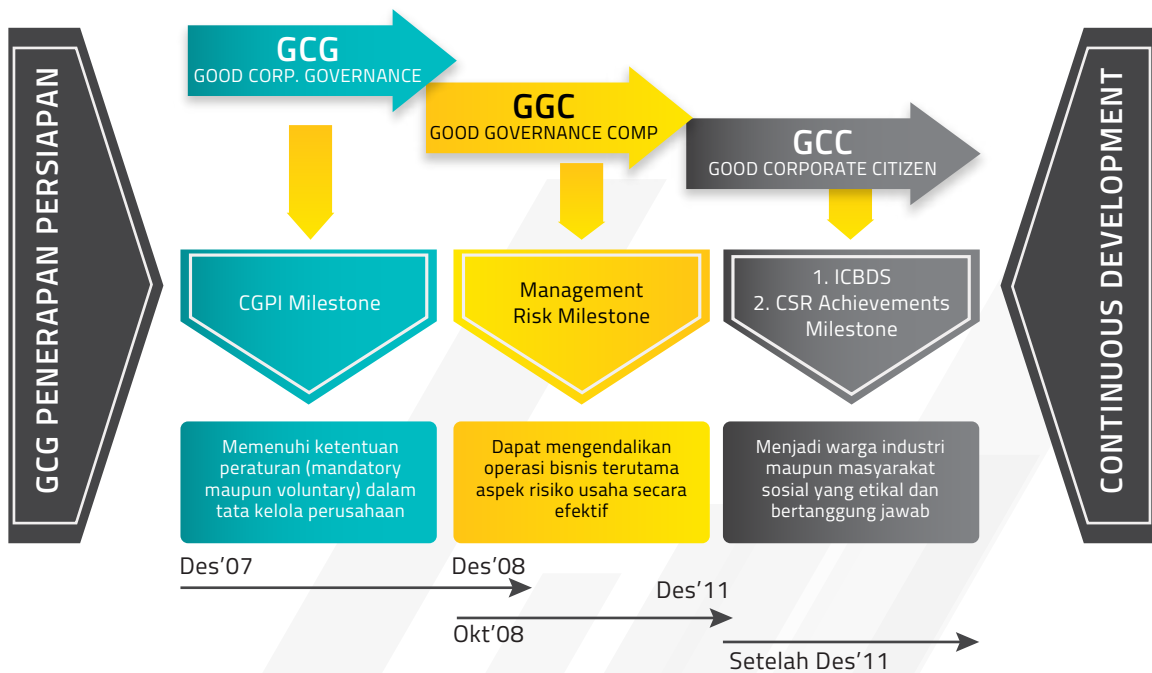 GCG PENERAPAN PERSIAPAN
GCG
GOOD CORP. GOVERNANCE
GGC
GOOD GOVERNANCE COMP
GCC
GOOD CORPORATE CITIZEN
CGPI Milestone
Management
Risk Milestone
1. ICBDS
2. CSR Achievements
Milestone
Memenuhi ketentuan
peraturan (mandatory
maupun voluntary) dalam
tata kelola perusahaan
Dapat mengendalikan
operasi bisnis terutama
aspek risiko usaha secara
efektif
Menjadi warga industri
maupun masyarakat
sosial yang etikal dan
bertanggung jawab
Des’07
Des’08
Okt’08
Des’11
Setelah Des’11
CONTINUOUS DEVELOPMENT